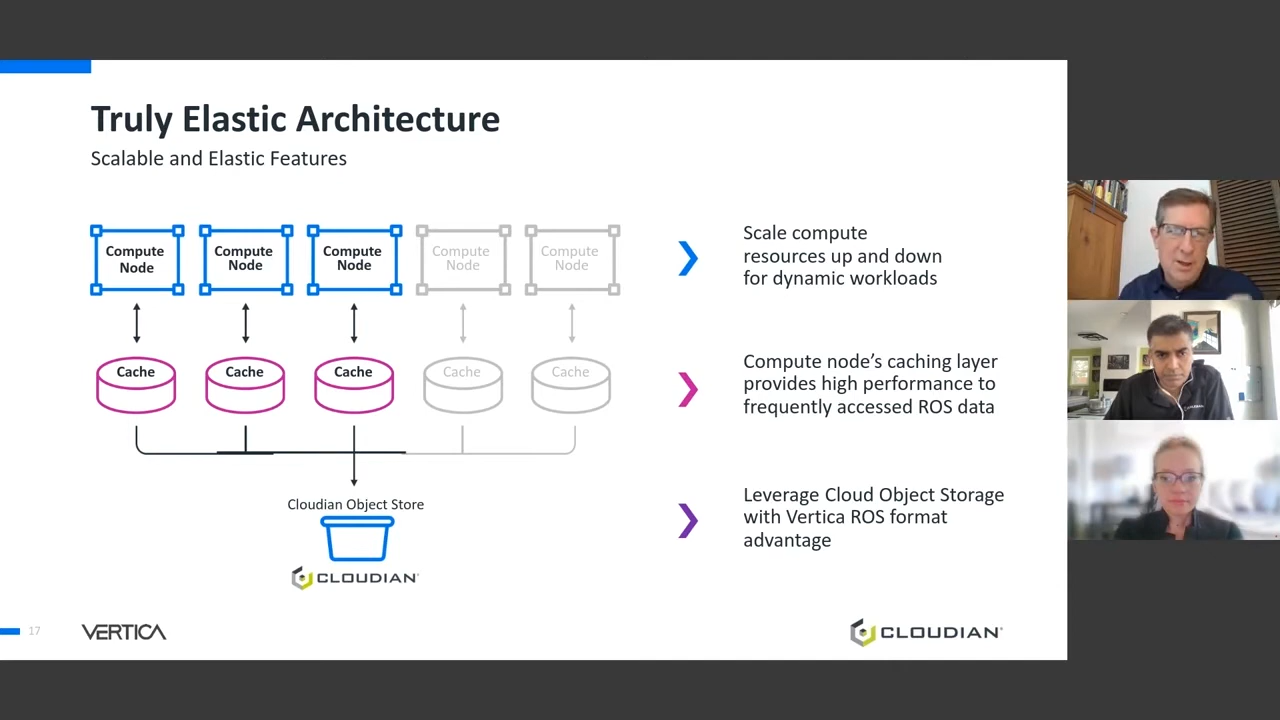 Truly Elastic Architecture
Scalable and Elastic Features
Compute
Node
Compute
Node
Compute
Node
Compute
Node
Compute
Node
Cache
Cache
Cache
Cache
Cache
Cloudian Object Store
CLOUDIAN
Scale compute
resources up and down
for dynamic workloads
Compute node’s caching layer
provides high performance to
frequently accessed ROS data
Leverage Cloud Object Storage
with Vertica ROS format
advantage
17
VERTICA
CLOUDIAN